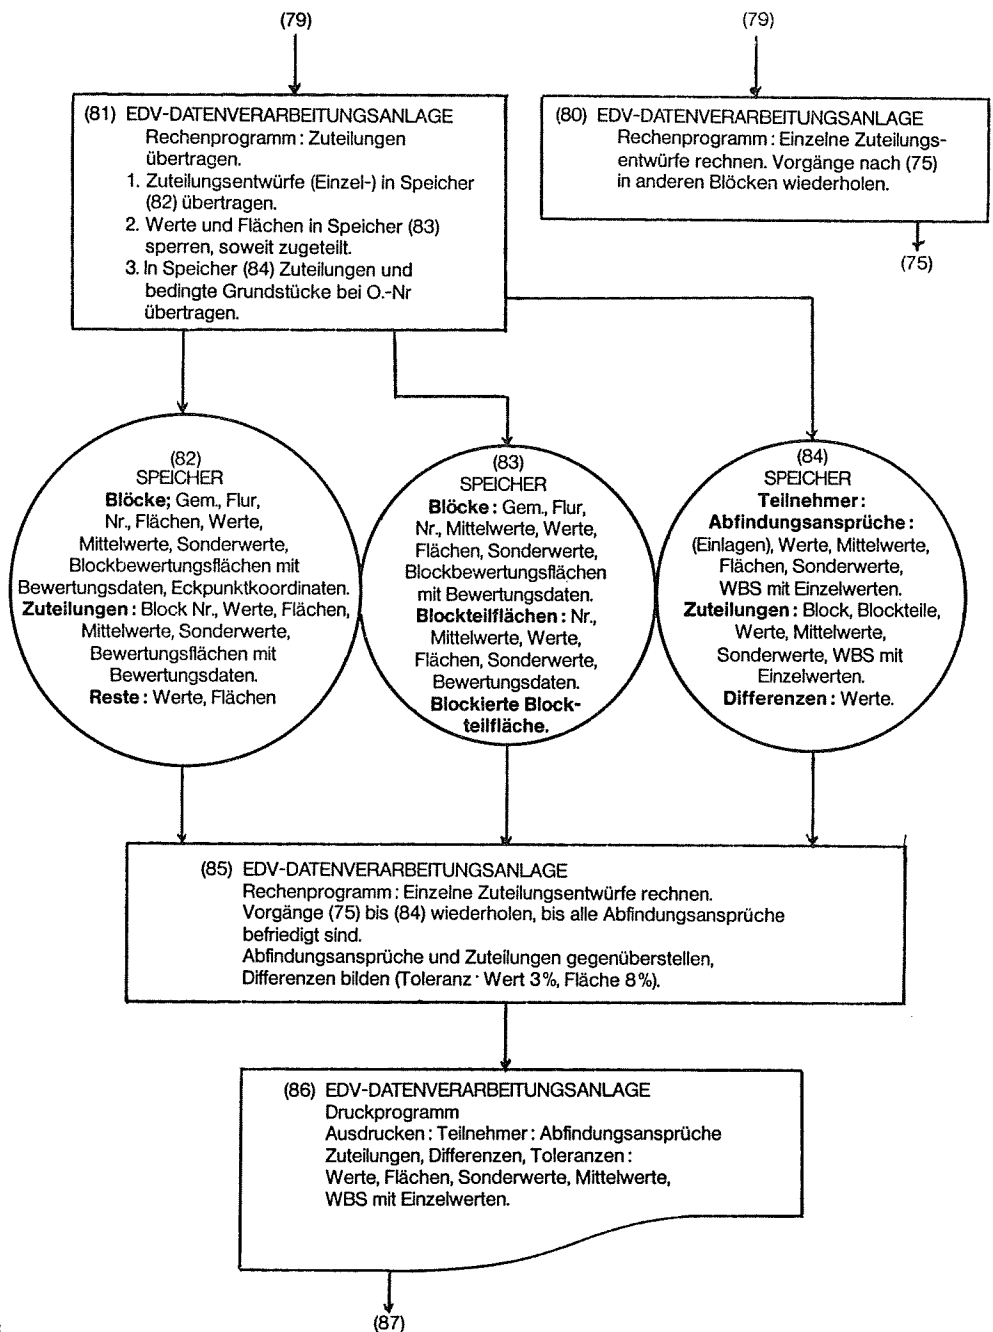 (79)
(79)
(81) EDV-DATENVERARBEITUNGSANLAGE
Rechenprogramm : Zuteilungen
übertragen.
1. Zuteilungsentwürfe (Einzel-) in Speicher
(82) übertragen.
2. Werte und Flächen in Speicher (83)
sperren, soweit zugeteilt.
3. In Speicher (84) Zuteilungen und
bedingte Grundstücke bei O.-Nr
übertragen.
(80) EDV-DATENVERARBEITUNGSANLAGE
Rechenprogramm : Einzelne Zuteilungs-
entwürfe rechnen. Vorgänge nach (75)
in anderen Blöcken wiederholen.
(75)
(82)
SPEICHER
Blöcke; Gem., Flur,
Nr., Flächen, Werte,
Mittelwerte, Sonderwerte,
Blockbewertungsflächen mit
Bewertungsdaten, Eckpunktkoordinaten.
Zuteilungen : Block Nr., Werte, Flächen,
Mittelwerte, Sonderwerte,
Bewertungsflächen mit
Bewertungsdaten.
Reste : Werte, Flächen
(83)
SPEICHER
Blöcke : Gem., Flur,
Nr., Mittelwerte, Werte,
Flächen, Sonderwerte,
Blockbewertungsflächen
mit Bewertungsdaten.
Blockteilflächen : Nr.,
Mittelwerte, Werte,
Flächen, Sonderwerte,
Bewertungsdaten.
Blockierte Block-
teilfläche.
(84)
SPEICHER
Teilnehmer :
Abfindungsansprüche :
(Einlagen), Werte, Mittelwerte,
Flächen, Sonderwerte,
WBS mit Einzelwerten.
Zuteilungen : Block, Blockteile,
Werte, Mittelwerte,
Sonderwerte, WBS mit
Einzelwerten.
Differenzen : Werte.
(85) EDV-DATENVERARBEITUNGSANLAGE
Rechenprogramm : Einzelne Zuteilungsentwürfe rechnen.
Vorgänge (75) bis (84) wiederholen, bis alle Abfindungsansprüche
befriedigt sind.
Abfindungsansprüche und Zuteilungen gegenüberstellen,
Differenzen bilden (Toleranz · Wert 3%, Fläche 8%).
(86) EDV-DATENVERARBEITUNGSANLAGE
Druckprogramm
Ausdrucken : Teilnehmer : Abfindungsansprüche
Zuteilungen, Differenzen, Toleranzen :
Werte, Flächen, Sonderwerte, Mittelwerte,
WBS mit Einzelwerten.
(87)